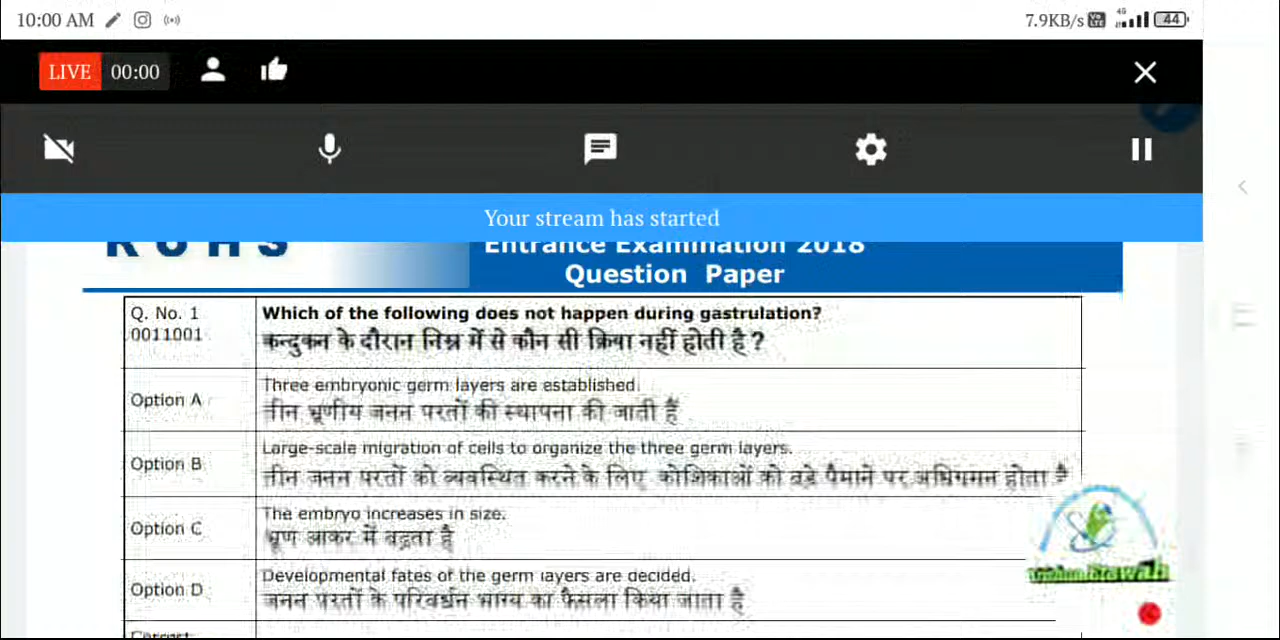 10:00 AM
7.9KB/s 4G 44
LIVE 00:00
Your stream has started
RUHS
Entrance Examination 2018
Question Paper
Q. No. 1
0011001
Which of the following does not happen during gastrulation?
कन्दुकन के दौरान निम्न में से कौन सी क्रिया नहीं होती है ?
Option A
Three embryonic germ layers are established.
तीन भ्रूणीय जनन परतों की स्थापना की जाती हैं
Option B
Large-scale migration of cells to organize the three germ layers.
तीन जनन परतों को व्यवस्थित करने के लिए कोशिकाओं को बड़े पैमाने पर अभिगमन होता है
Option C
The embryo increases in size.
भ्रूण आकर में बढ़ता है
Option D
Developmental fates of the germ layers are decided.
जनन परतों के परिवर्धन भाग्य का फैसला किया जाता है
Correct